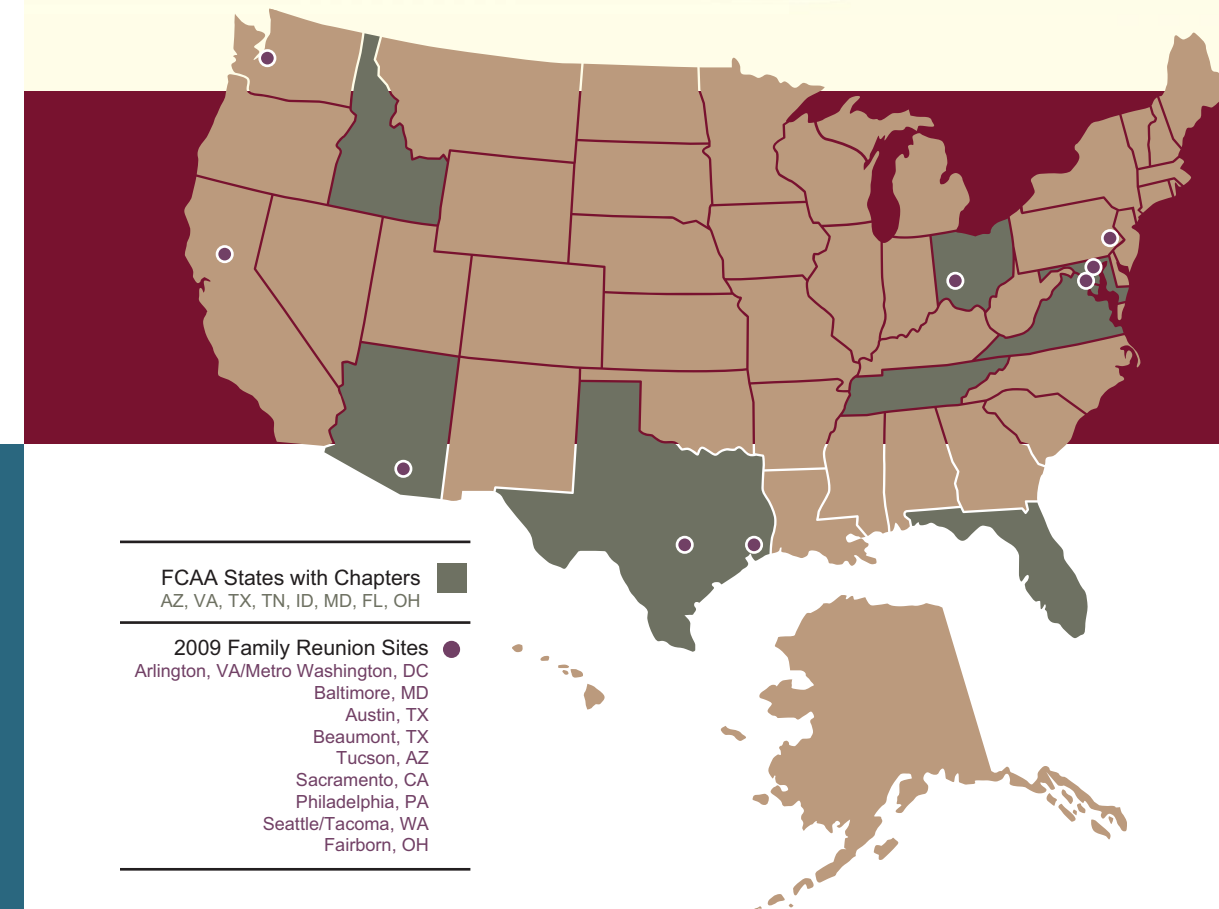 FCAA States with Chapters
AZ, VA, TX, TN, ID, MD, FL, OH
2009 Family Reunion Sites
Arlington, VA/Metro Washington, DC
Baltimore, MD
Austin, TX
Beaumont, TX
Tucson, AZ
Sacramento, CA
Philadelphia, PA
Seattle/Tacoma, WA
Fairborn, OH